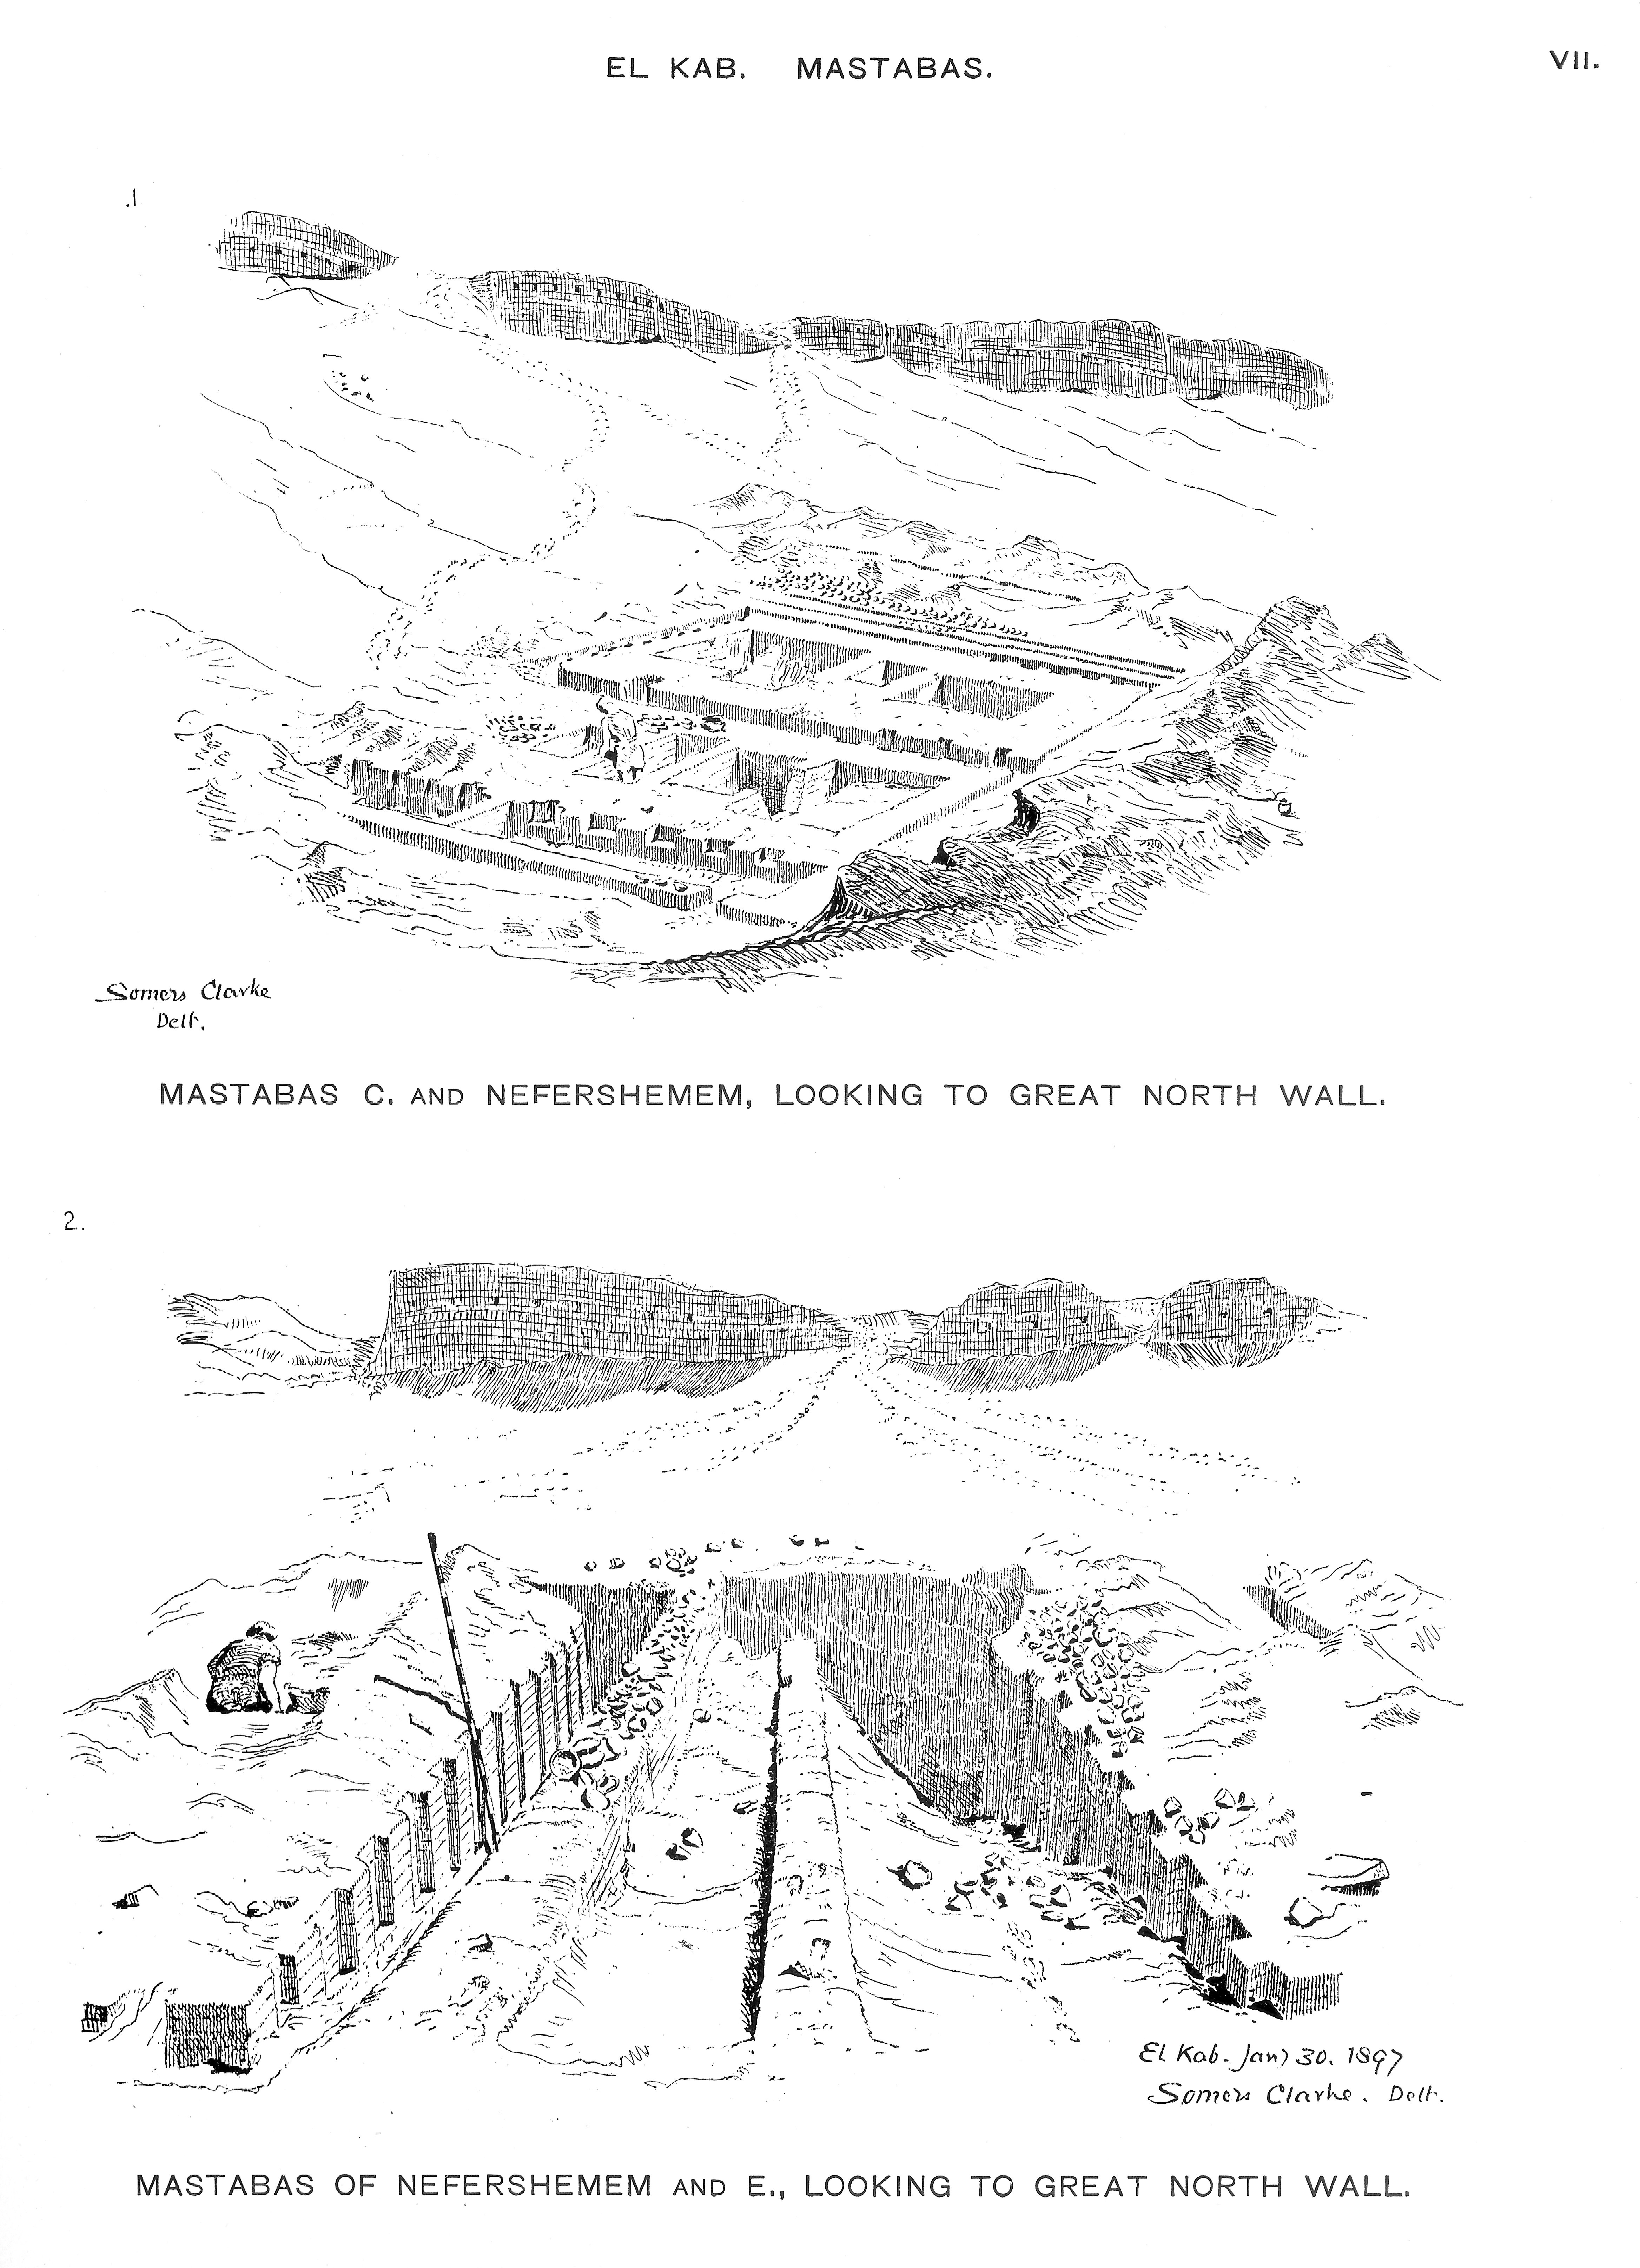 EL KAB. MASTABAS.
VII.
.1
Somers Clarke
Delt.
MASTABAS C. AND NEFERSHEMEM, LOOKING TO GREAT NORTH WALL.
2.
El Kab. Jany 30. 1897
Somers Clarke. Delt.
MASTABAS OF NEFERSHEMEM AND E., LOOKING TO GREAT NORTH WALL.